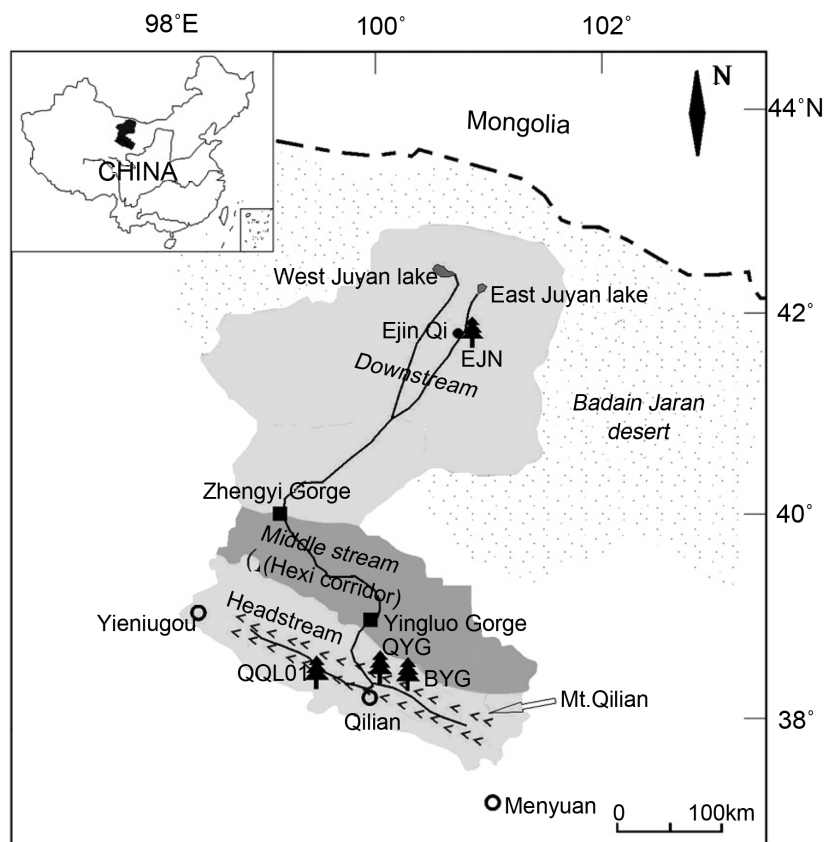 98˚E
100˚
102˚
N
44˚N
Mongolia
CHINA
West Juyan lake
East Juyan lake
42˚
Ejin Qi
EJN
Downstream
Badain Jaran
desert
Zhengyi Gorge
40˚
Middle stream
(Hexi corridor)
Headstream
Yieniugou
Yingluo Gorge
QYG
QQL01
BYG
Mt.Qilian
Qilian
38˚
Menyuan
0
100km